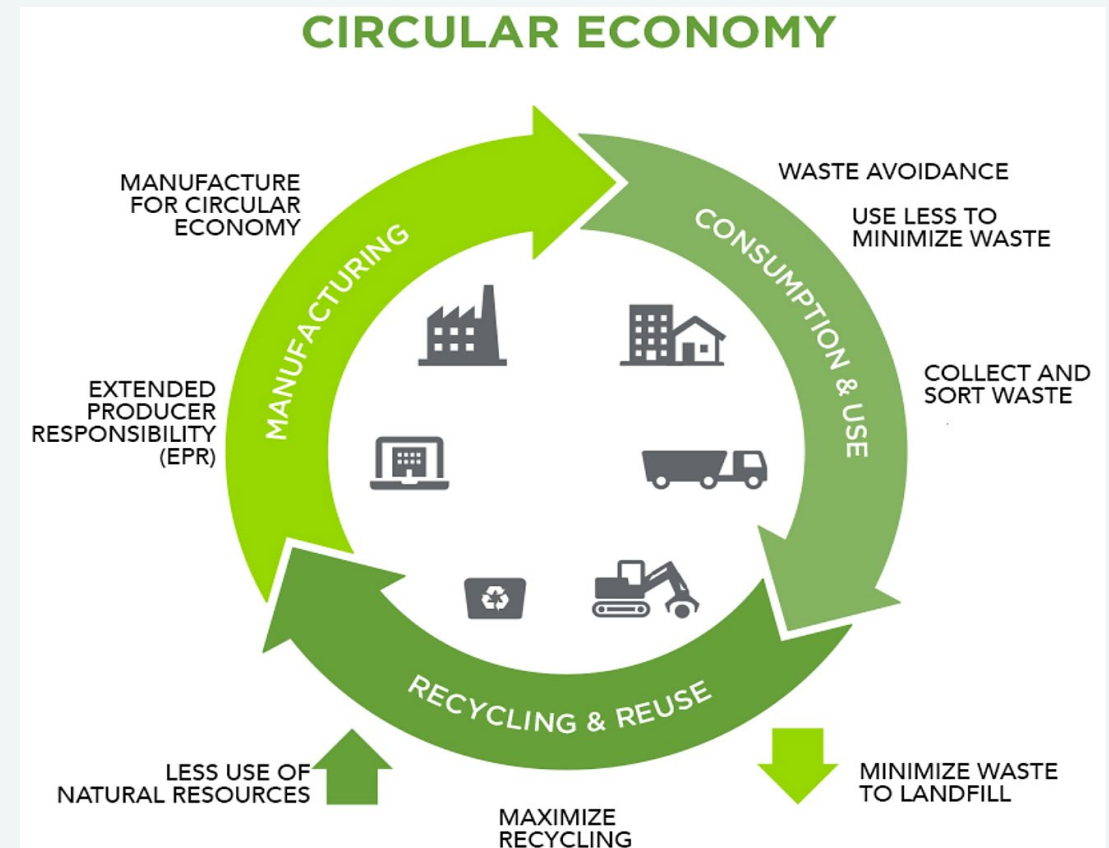 CIRCULAR ECONOMY
MANUFACTURE
FOR CIRCULAR
ECONOMY
WASTE AVOIDANCE
USE LESS TO
MINIMIZE WASTE
MANUFACTURING
CONSUMPTION & USE
EXTENDED
PRODUCER
RESPONSIBILITY
(EPR)
COLLECT AND
SORT WASTE
RECYCLING & REUSE
LESS USE OF
NATURAL RESOURCES
MINIMIZE WASTE
TO LANDFILL
MAXIMIZE
RECYCLING